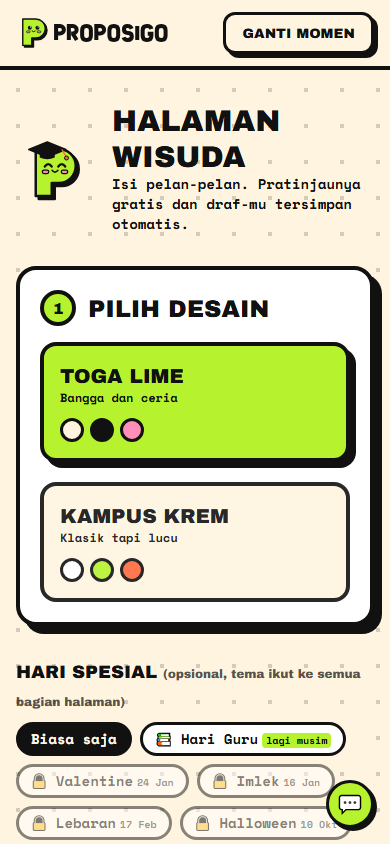 PROPOSIGO
GANTI MOMEN
HALAMAN
WISUDA
Isi pelan-pelan. Pratinjaunya
gratis dan draf-mu tersimpan
otomatis.
1 PILIH DESAIN
TOGA LIME
Bangga dan ceria
KAMPUS KREM
Klasik tapi lucu
HARI SPESIAL (opsional, tema ikut ke semua
bagian halaman)
Biasa saja
Hari Guru lagi musim
Valentine 24 Jan
Imlek 16 Jan
Lebaran 17 Feb
Halloween 10 Okt